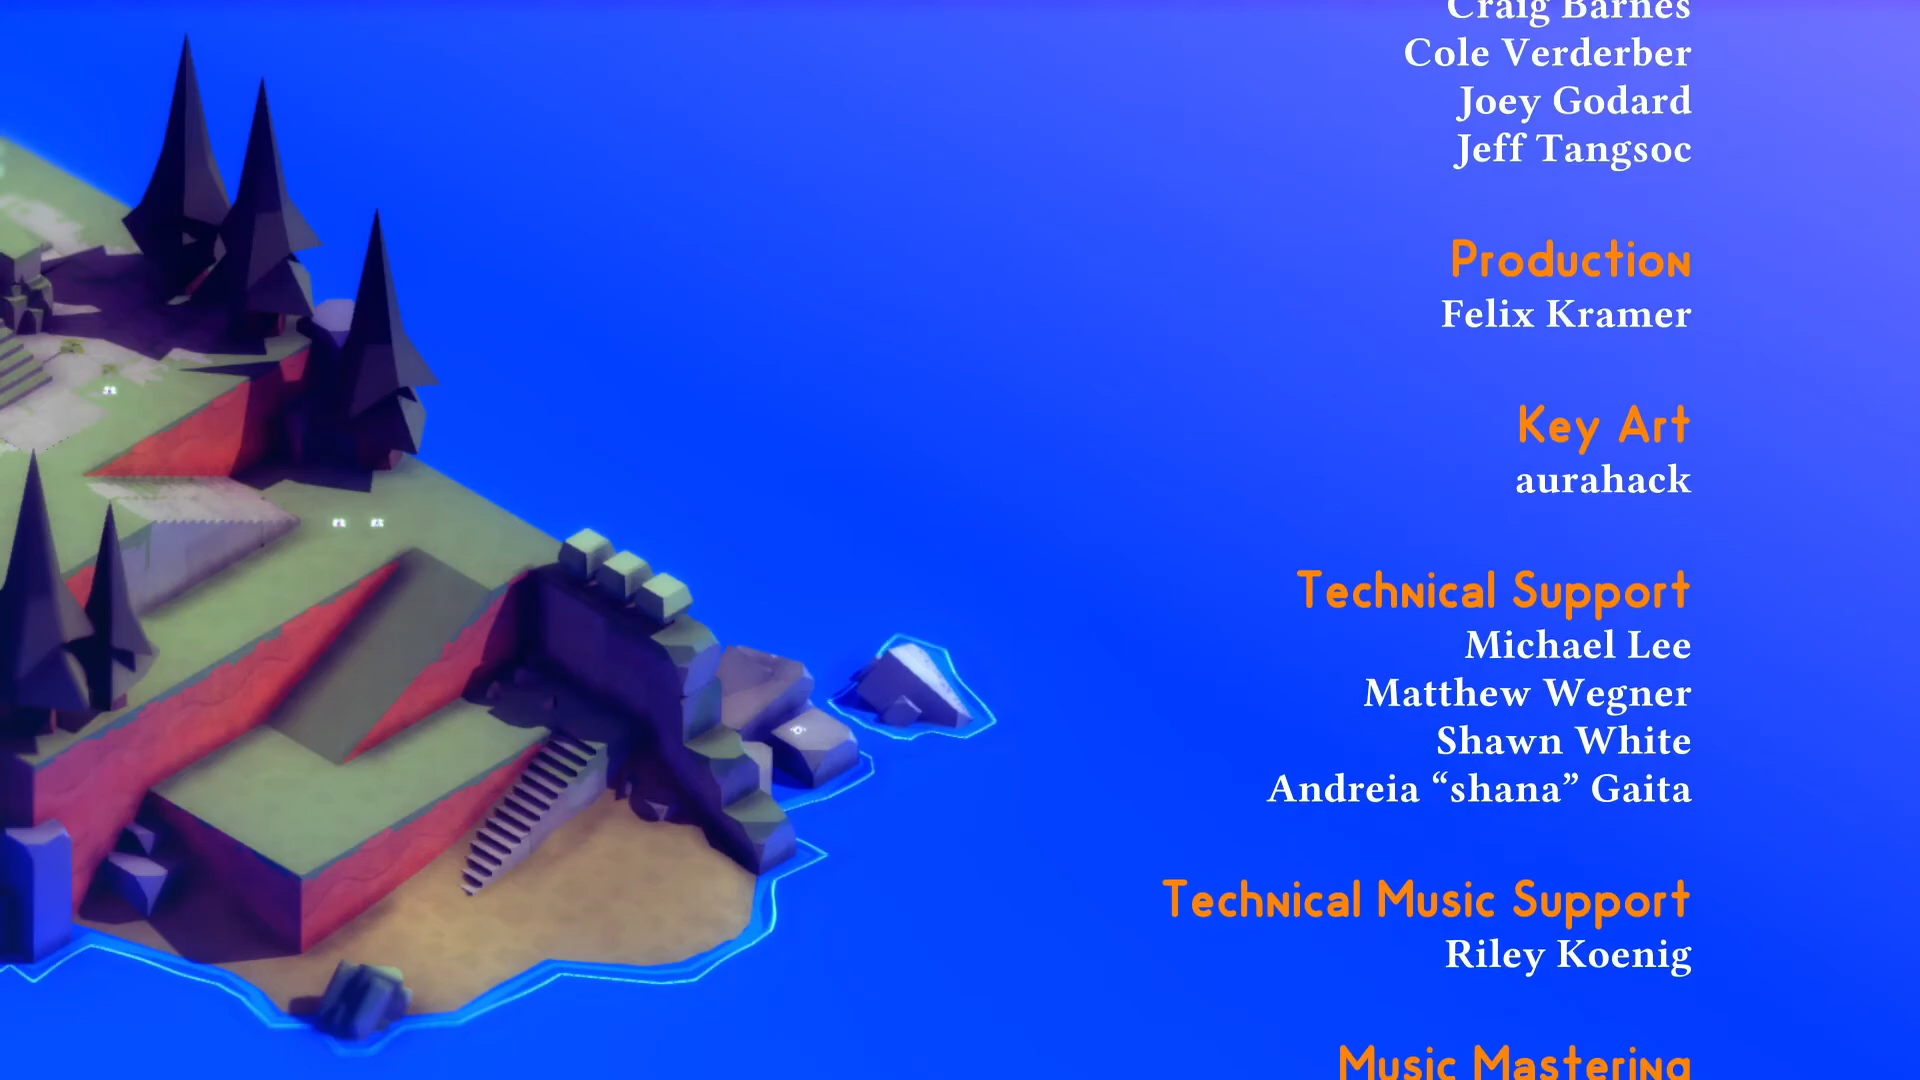 Craig Barnes
Cole Verderber
Joey Godard
Jeff Tangsoc
Production
Felix Kramer
Key Art
aurahack
Technical Support
Michael Lee
Matthew Wegner
Shawn White
Andreia “shana” Gaita
Technical Music Support
Riley Koenig
Music Mastering